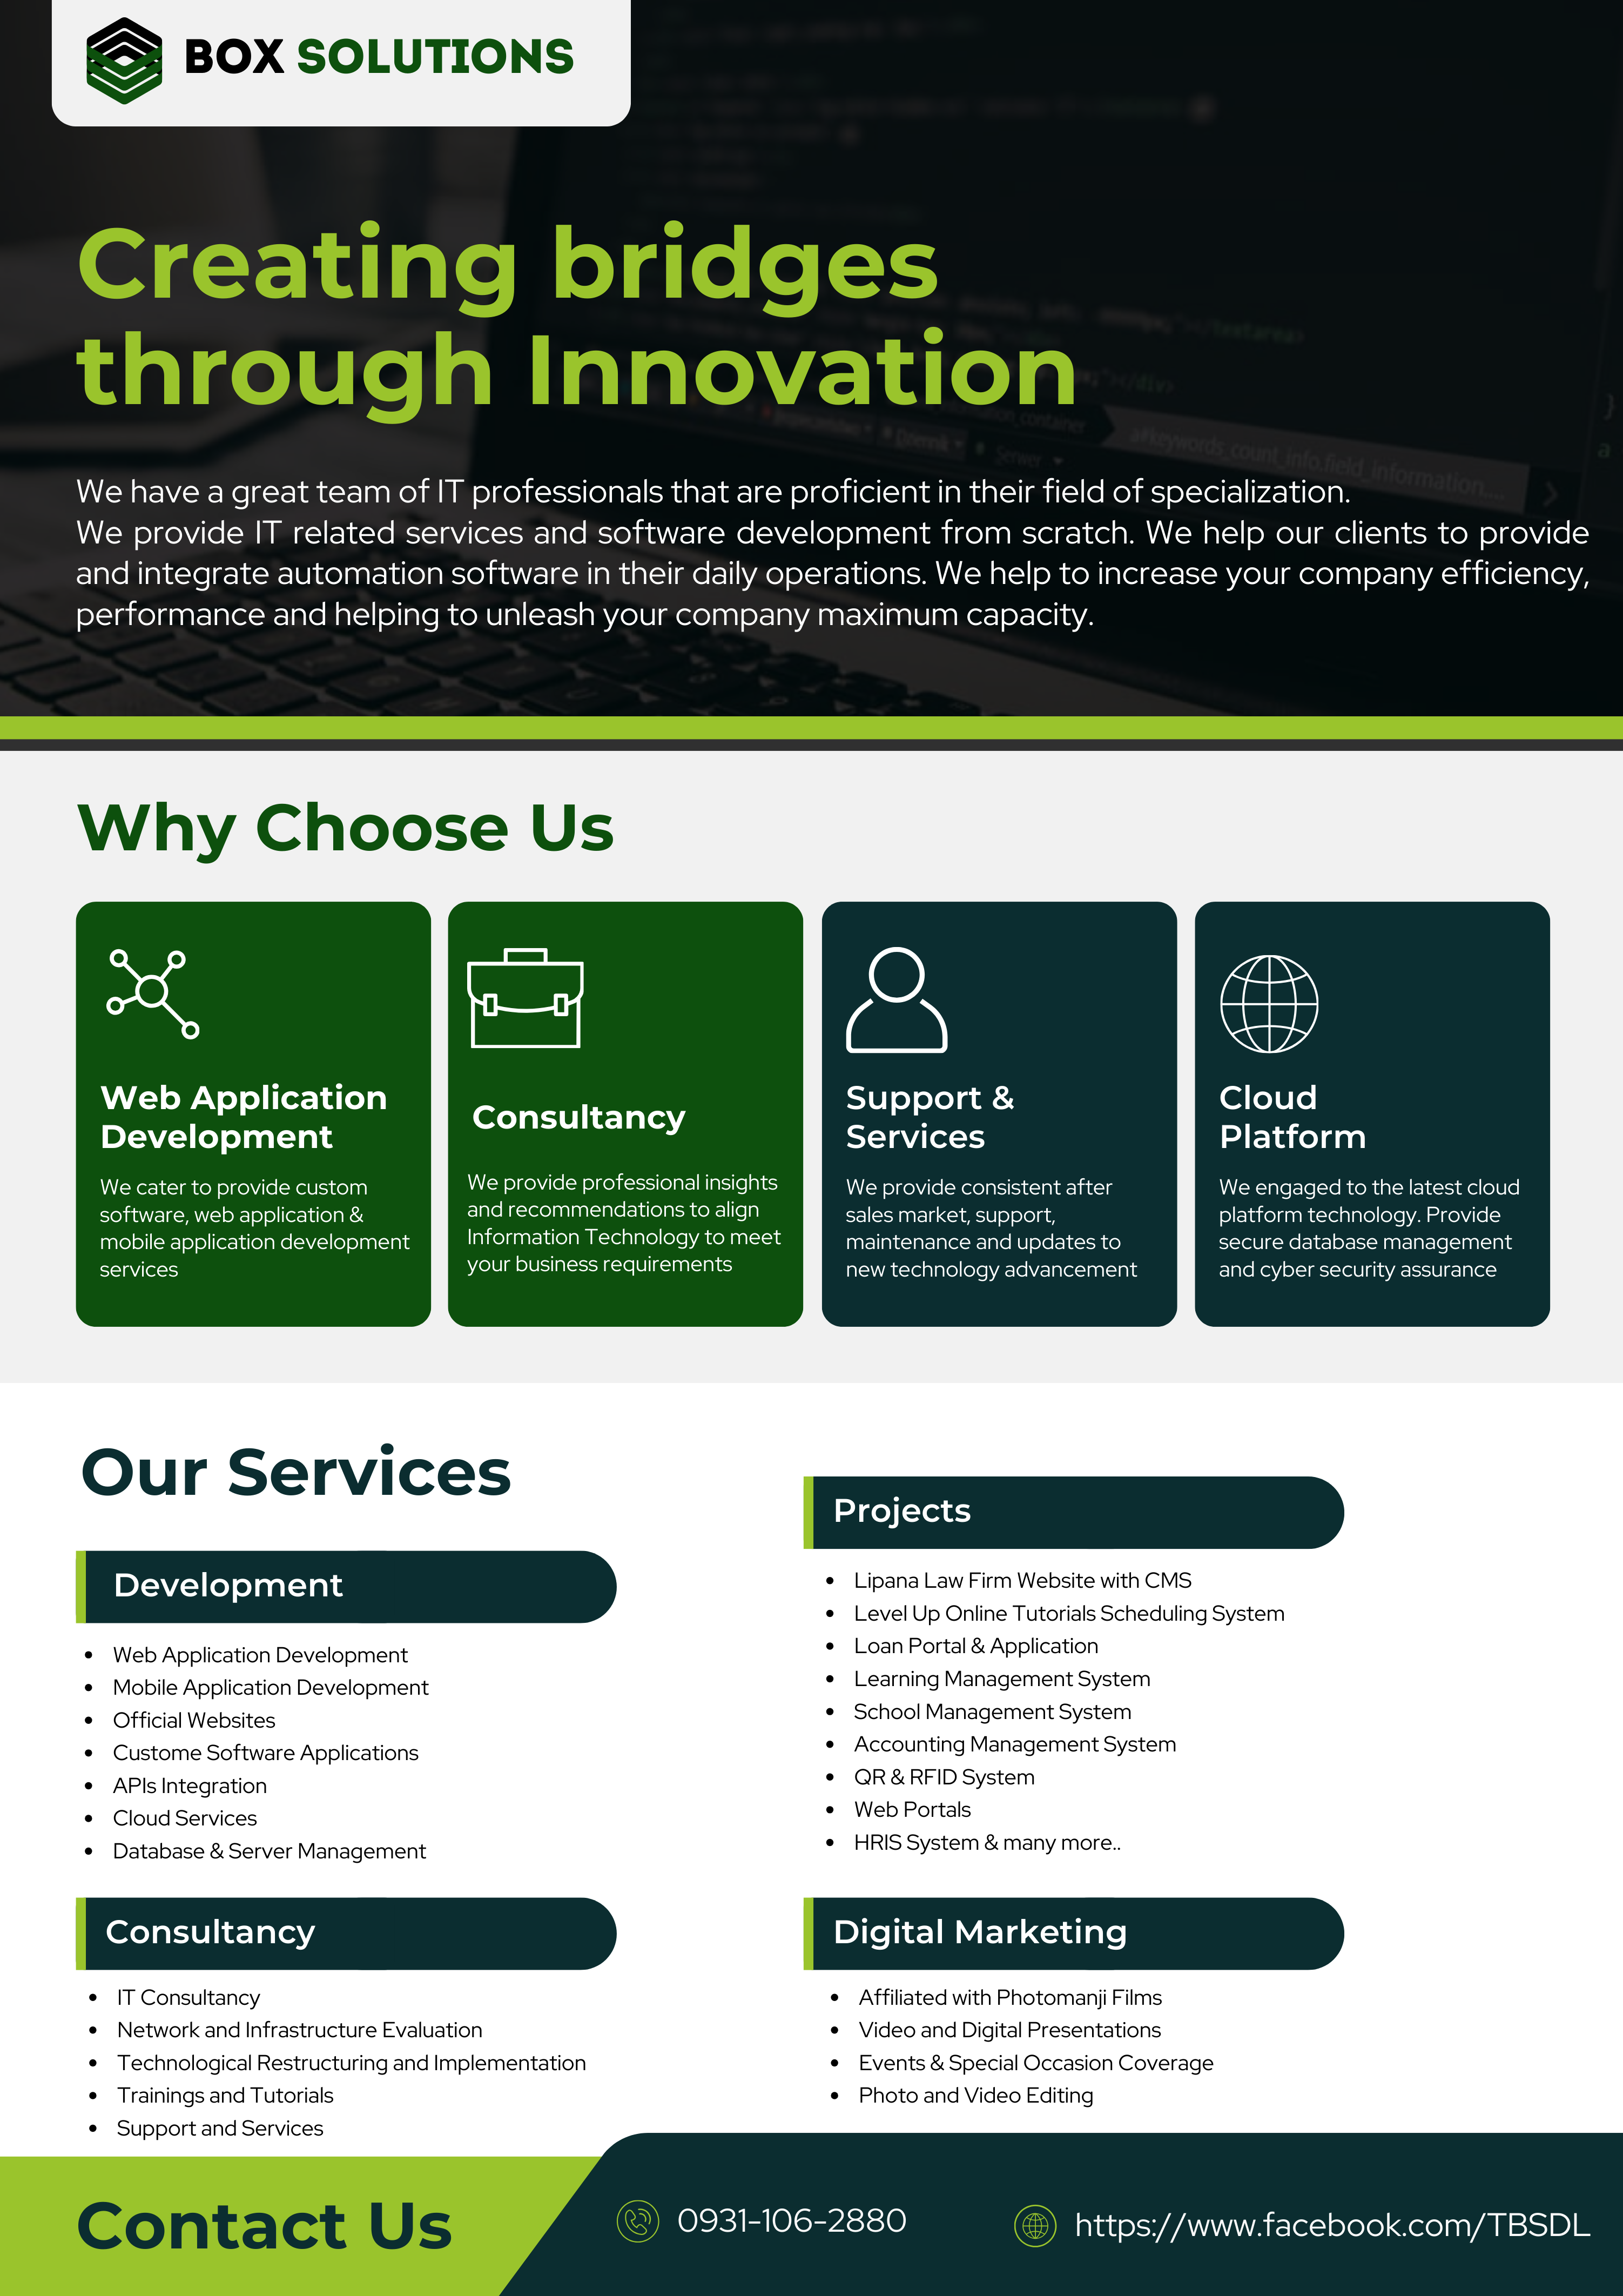 BOX SOLUTIONS
Creating bridges
through Innovation
a#keywords_count_info.field_information....
We have a great team of IT professionals that are proficient in their field of specialization.
We provide IT related services and software development from scratch. We help our clients to provide
and integrate automation software in their daily operations. We help to increase your company efficiency,
performance and helping to unleash your company maximum capacity.
Why Choose Us
Web Application
Development
We cater to provide custom
software, web application &
mobile application development
services
Consultancy
We provide professional insights
and recommendations to align
Information Technology to meet
your business requirements
Support &
Services
We provide consistent after
sales market, support,
maintenance and updates to
new technology advancement
Cloud
Platform
We engaged to the latest cloud
platform technology. Provide
secure database management
and cyber security assurance
Our Services
Development
• Web Application Development
• Mobile Application Development
• Official Websites
• Custome Software Applications
• APIs Integration
• Cloud Services
• Database & Server Management
Consultancy
• IT Consultancy
• Network and Infrastructure Evaluation
• Technological Restructuring and Implementation
• Trainings and Tutorials
• Support and Services
Projects
• Lipana Law Firm Website with CMS
• Level Up Online Tutorials Scheduling System
• Loan Portal & Application
• Learning Management System
• School Management System
• Accounting Management System
• QR & RFID System
• Web Portals
• HRIS System & many more..
Digital Marketing
• Affiliated with Photomanji Films
• Video and Digital Presentations
• Events & Special Occasion Coverage
• Photo and Video Editing
Contact Us
0931-106-2880
https://www.facebook.com/TBSDL